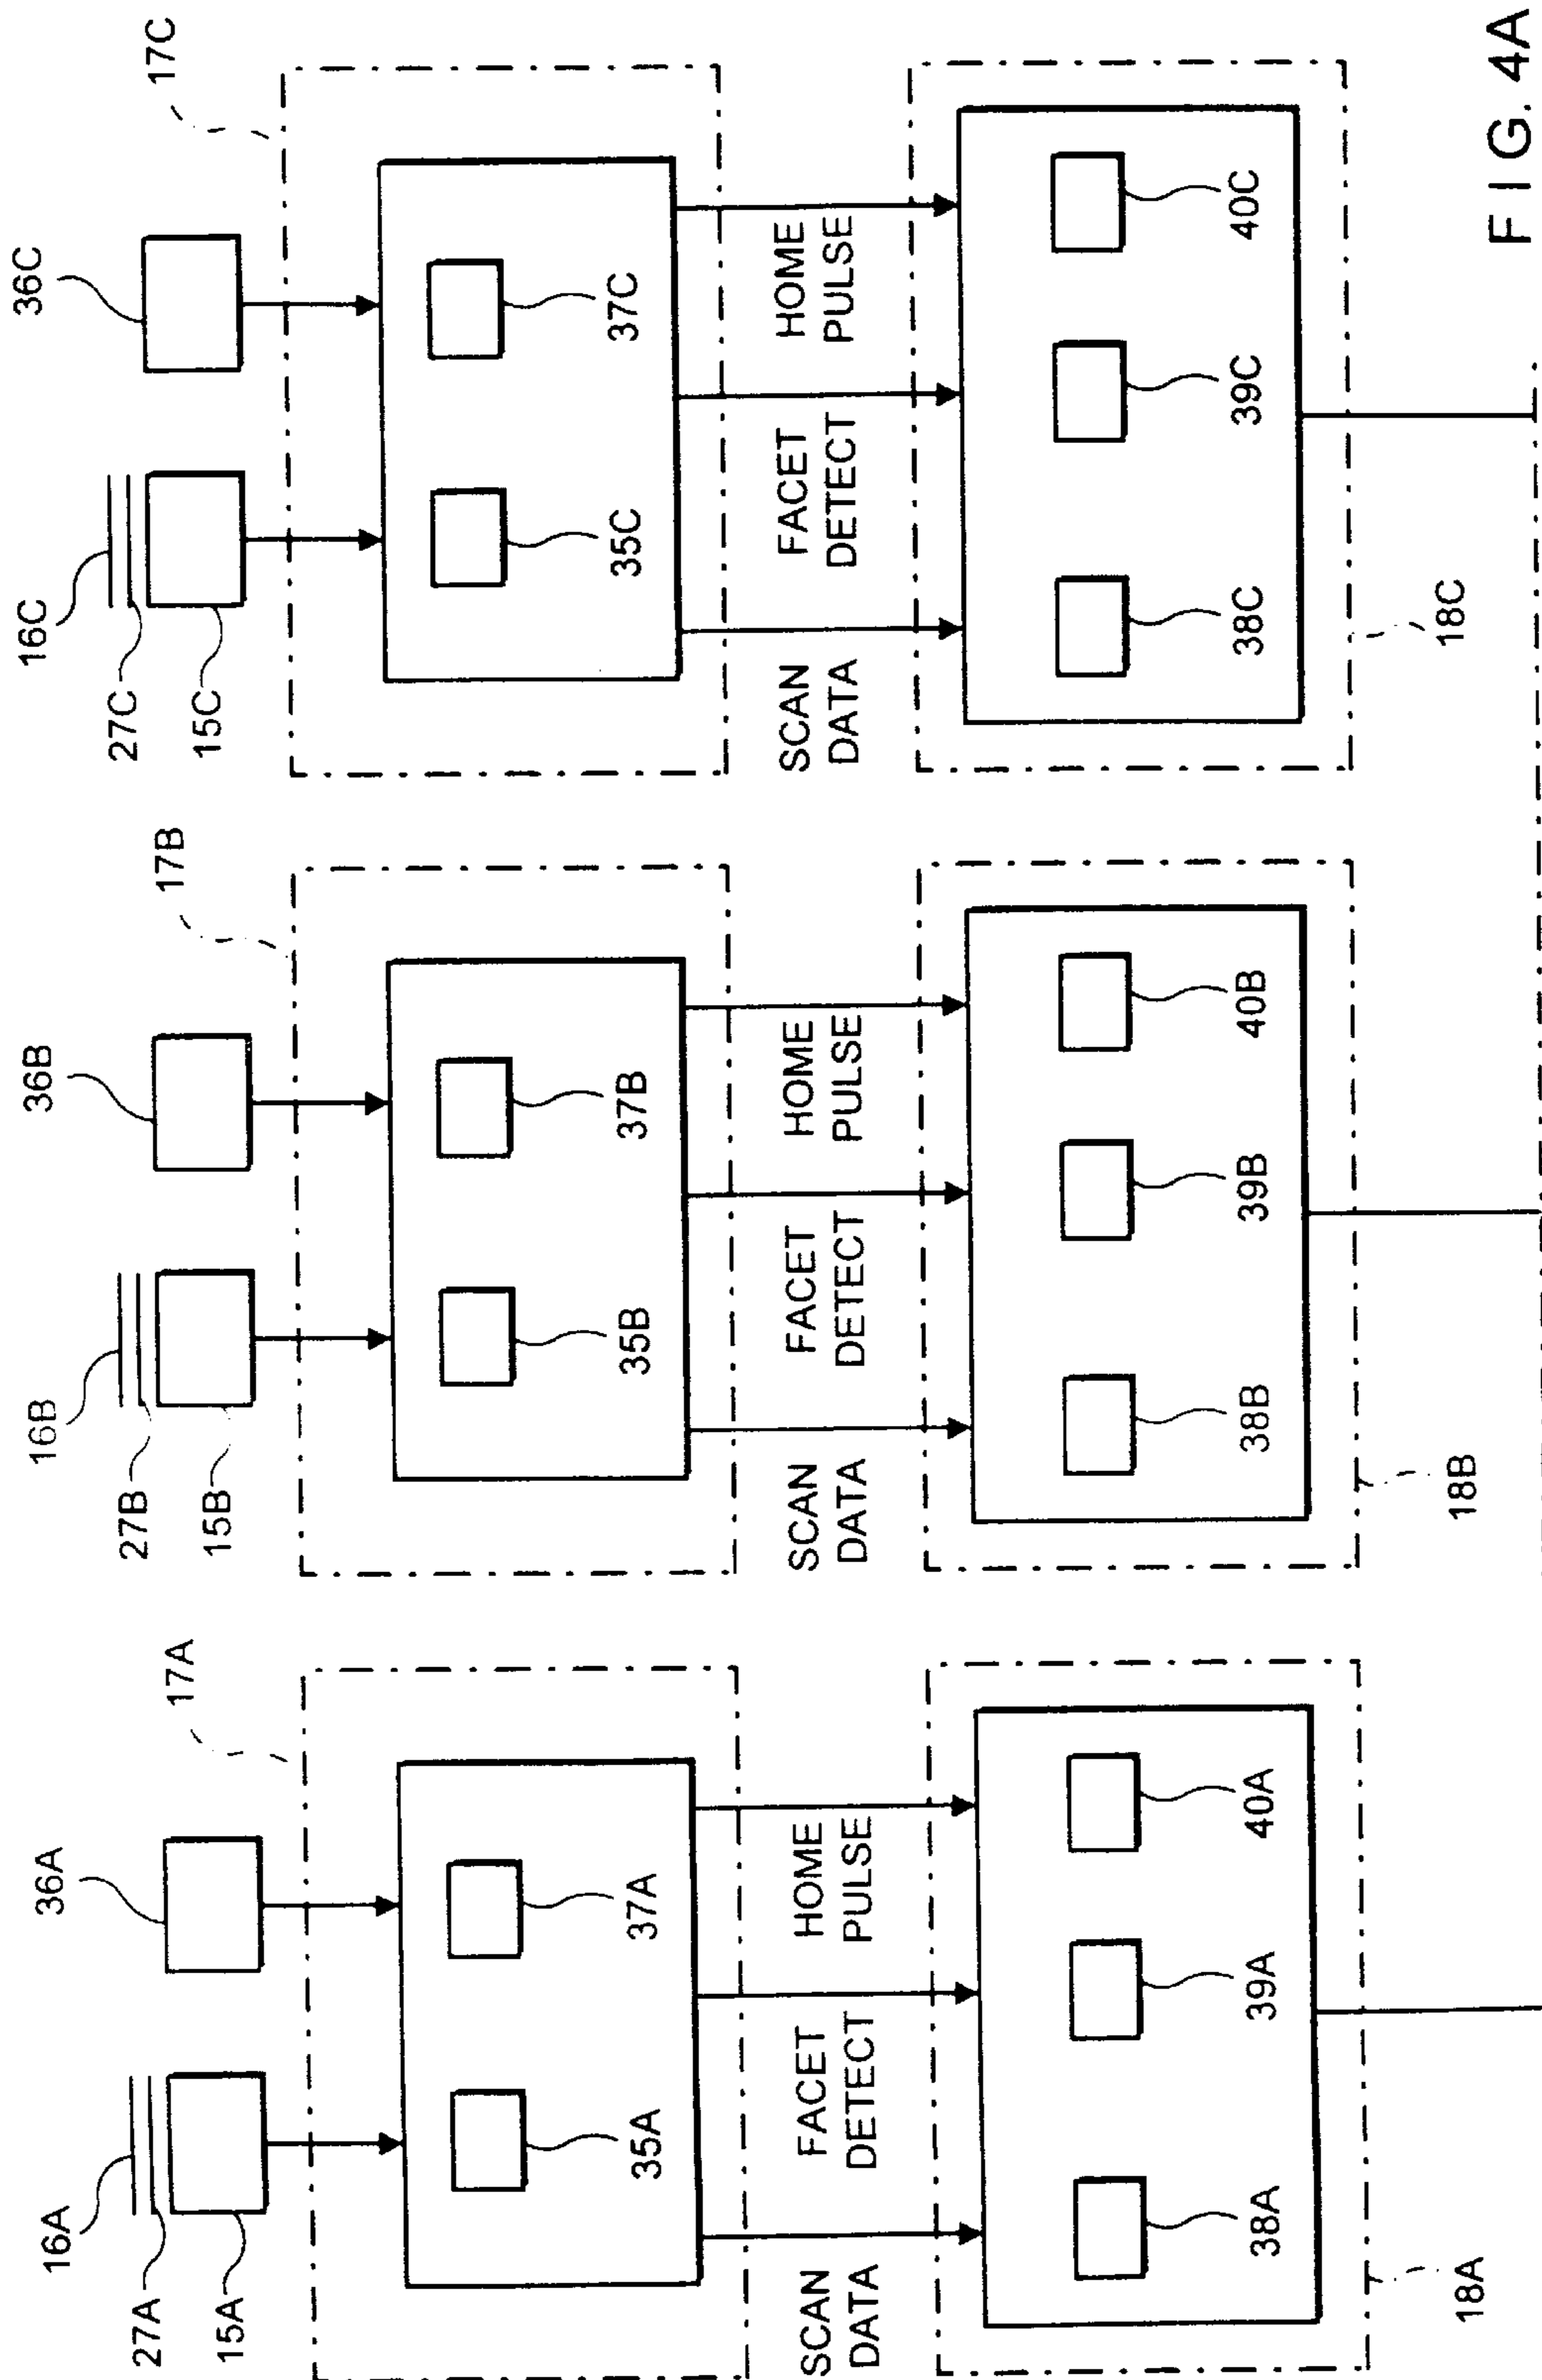 16A
36A
27A
17A
15A
35A
37A
SCAN
DATA
FACET
DETECT
HOME
PULSE
38A
39A
40A
18A
16B
36B
27B
17B
15B
35B
37B
SCAN
DATA
FACET
DETECT
HOME
PULSE
38B
39B
40B
18B
16C
36C
27C
17C
15C
35C
37C
SCAN
DATA
FACET
DETECT
HOME
PULSE
38C
39C
40C
18C
FIG. 4A